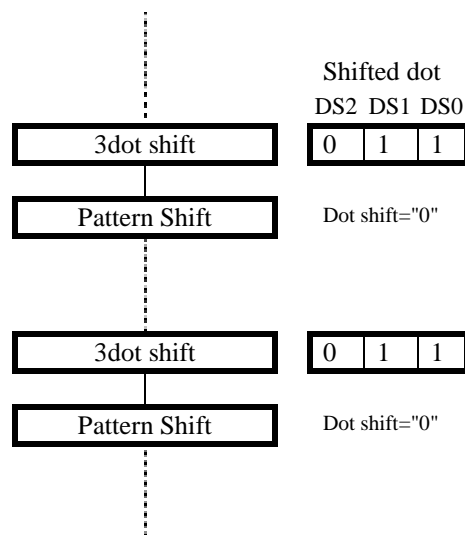 Shifted dot
DS2 DS1 DS0
3dot shift 0 1 1
Pattern Shift Dot shift="0"
3dot shift 0 1 1
Pattern Shift Dot shift="0"